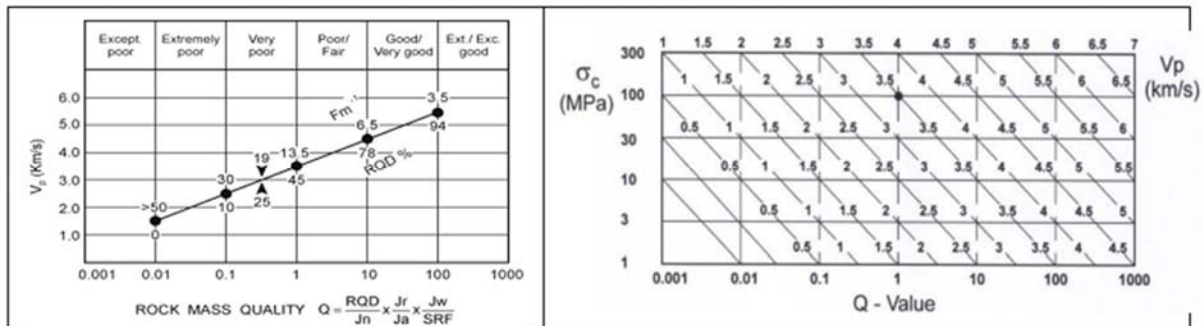 Except. poor
Extremely poor
Very poor
Poor/ Fair
Good/ Very good
Ext / Exc. good
6.0
5.0
4.0
3.0
2.0
1.0
Vp (Km/s)
Fm⁻¹
RQD %
>50
0
30
10
19
25
13.5
45
6.5
78
3.5
94
0.001 0.01 0.1 1 10 100 1000
ROCK MASS QUALITY Q = RQD/Jn x Jr/Ja x Jw/SRF
1 1.5 2 2.5 3 3.5 4 4.5 5 5.5 6 6.5 7
σc (MPa)
Vp (km/s)
300
100
30
10
3
1
1 1.5 2 2.5 3 3.5 4 4.5 5 5.5 6 6.5
0.5 1 1.5 2 2.5 3 3.5 4 4.5 5 5.5 6
0.5 1 1.5 2 2.5 3 3.5 4 4.5 5 5.5
0.5 1 1.5 2 2.5 3 3.5 4 4.5 5
0.5 1 1.5 2 2.5 3 3.5 4 4.5
0.001 0.01 0.1 1 10 100 1000
Q - Value